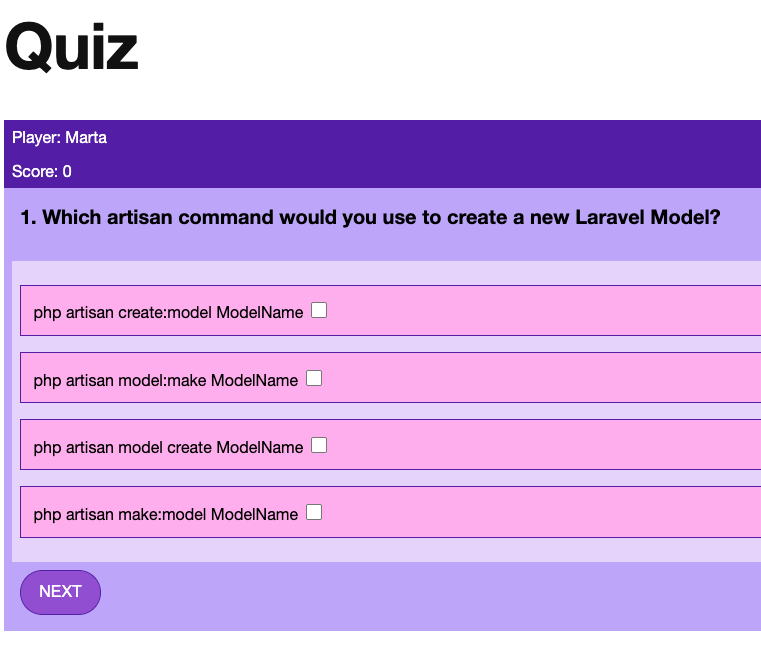 Quiz
Player: Marta
Score: 0
1. Which artisan command would you use to create a new Laravel Model?
php artisan create:model ModelName
php artisan model:make ModelName
php artisan model create ModelName
php artisan make:model ModelName
NEXT